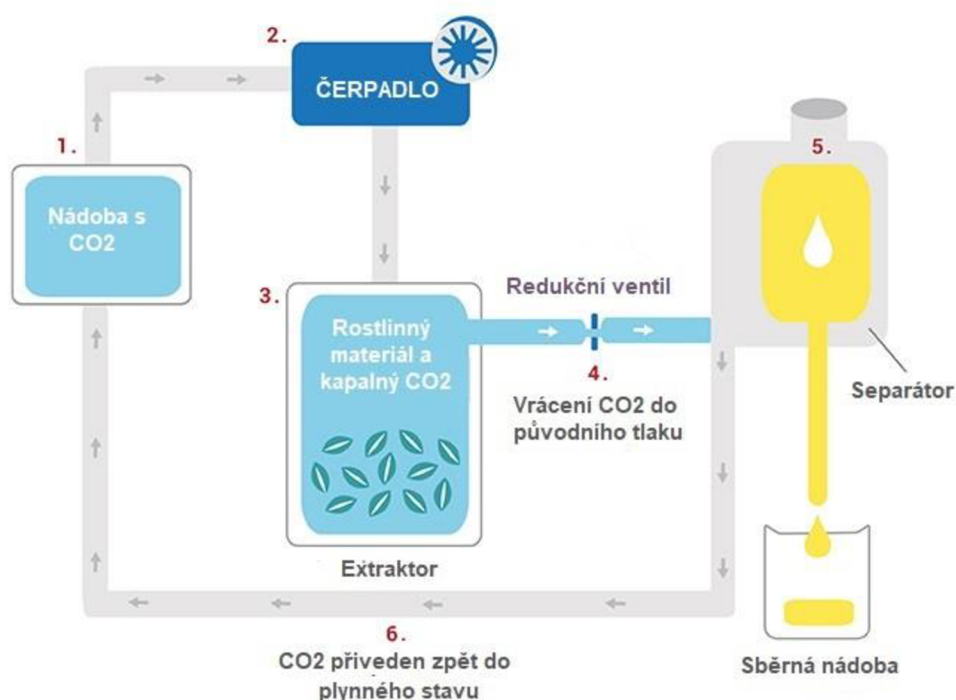 2.
ČERPADLO
1.
Nádoba s
CO2
3.
Rostlinný
materiál a
kapalný CO2
Extraktor
Redukční ventil
4.
Vrácení CO2 do
původního tlaku
5.
Separátor
Sběrná nádoba
6.
CO2 přiveden zpět do
plynného stavu